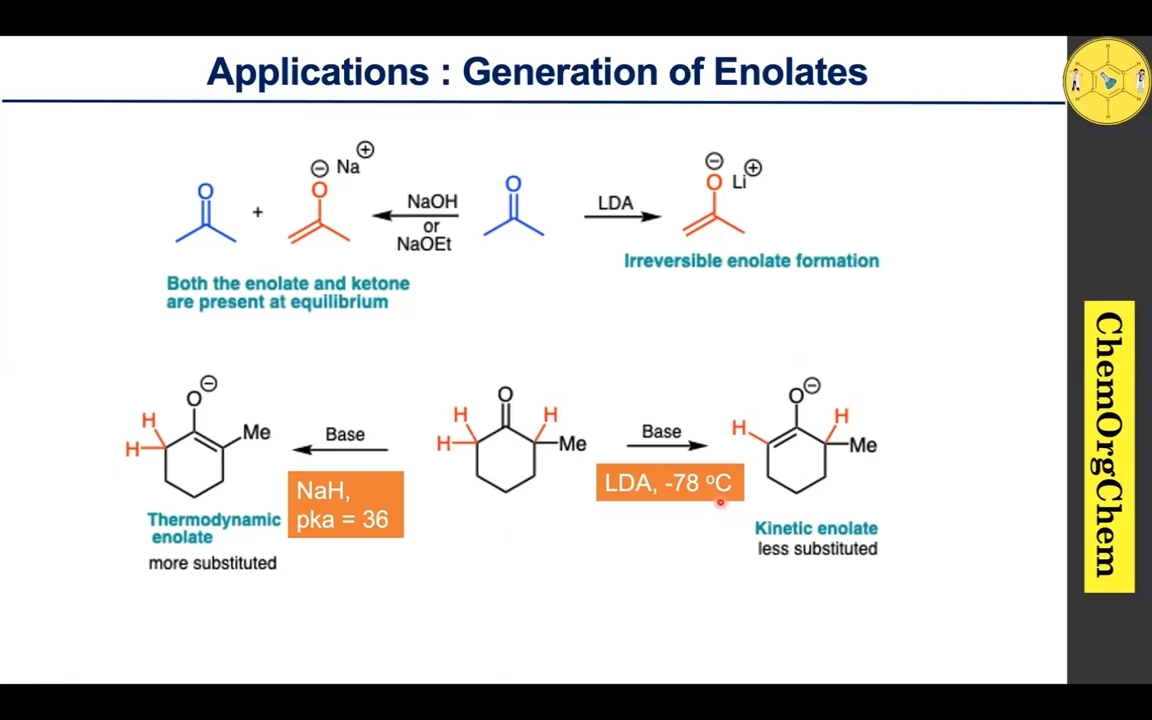 Applications : Generation of Enolates
O
+
⊖ Na ⊕
O
NaOH
or
NaOEt
O
LDA
⊖
O Li ⊕
Both the enolate and ketone
are present at equilibrium
Irreversible enolate formation
O ⊖
H
H
Me
Base
NaH,
pka = 36
O
H
H
H
Me
Base
LDA, -78 °C
O ⊖
H
H
Me
Thermodynamic
enolate
more substituted
Kinetic enolate
less substituted
ChemOrgChem